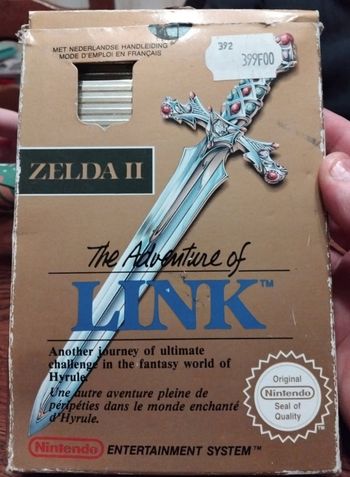 MET NEDERLANDSE HANDLEIDING
MODE D'EMPLOI EN FRANÇAIS
392
399F00
ZELDA II
The Adventure of
LINK™
Another journey of ultimate
challenge in the fantasy world of
Hyrule.
Une autre aventure pleine de
péripéties dans le monde enchanté
d'Hyrule.
Original
Nintendo
Seal of
Quality
Nintendo ENTERTAINMENT SYSTEM™